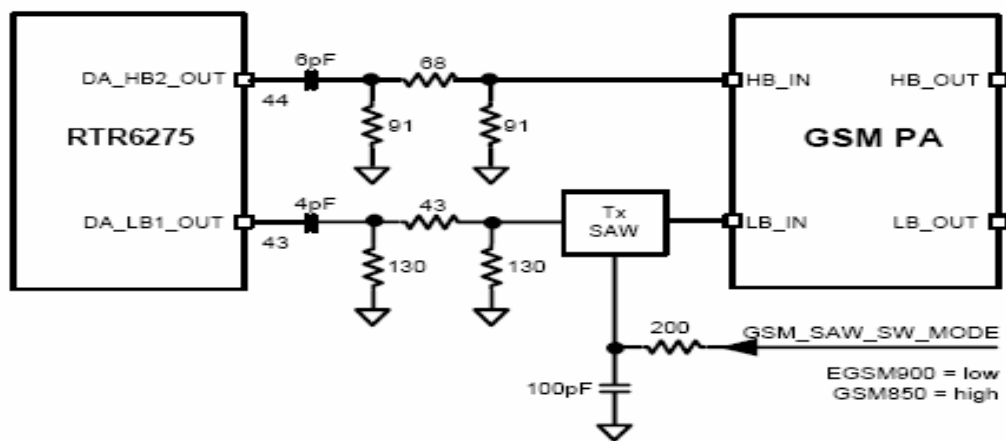 6pF
68
DA_HB2_OUT
HB_IN
HB_OUT
44
91
91
RTR6275
GSM PA
4pF
43
Tx
SAW
DA_LB1_OUT
LB_IN
LB_OUT
43
130
130
200
GSM_SAW_SW_MODE
100pF
EGSM900 = low
GSM850 = high